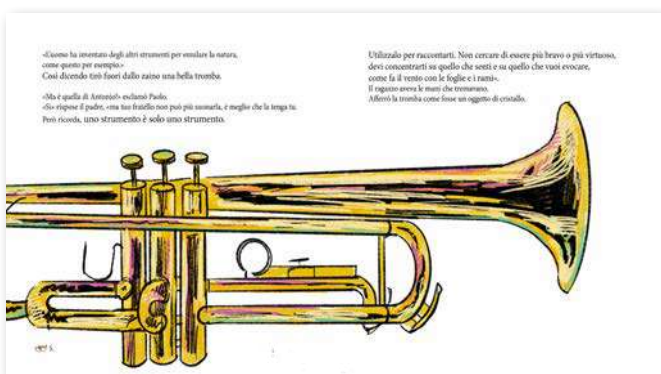 «L'uomo ha inventato degli altri strumenti per emulare la natura,
come questo per esempio.»
Così dicendo tirò fuori dallo zaino una bella tromba.
«Ma è quella di Antonio!» esclamò Paolo.
«Sì» rispose il padre, «ma tuo fratello non può più suonarla, è meglio che la tenga tu.
Però ricorda, uno strumento è solo uno strumento.
Utilizzalo per raccontarti. Non cercare di essere più bravo o più virtuoso,
devi concentrarti su quello che senti e su quello che vuoi evocare,
come fa il vento con le foglie e i rami».
Il ragazzo aveva le mani che tremavano.
Afferrò la tromba come fosse un oggetto di cristallo.